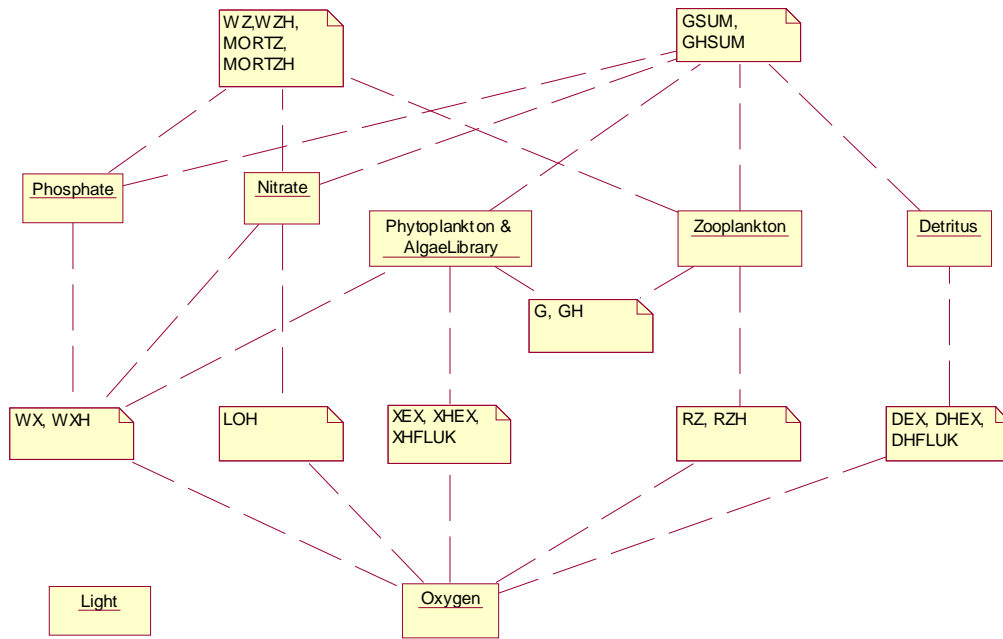 WZ,WZH,
MORTZ,
MORTZH
GSUM,
GHSUM
Phosphate
Nitrate
Phytoplankton &
AlgaeLibrary
Zooplankton
Detritus
G, GH
WX, WXH
LOH
XEX, XHEX,
XHFLUK
RZ, RZH
DEX, DHEX,
DHFLUK
Light
Oxygen